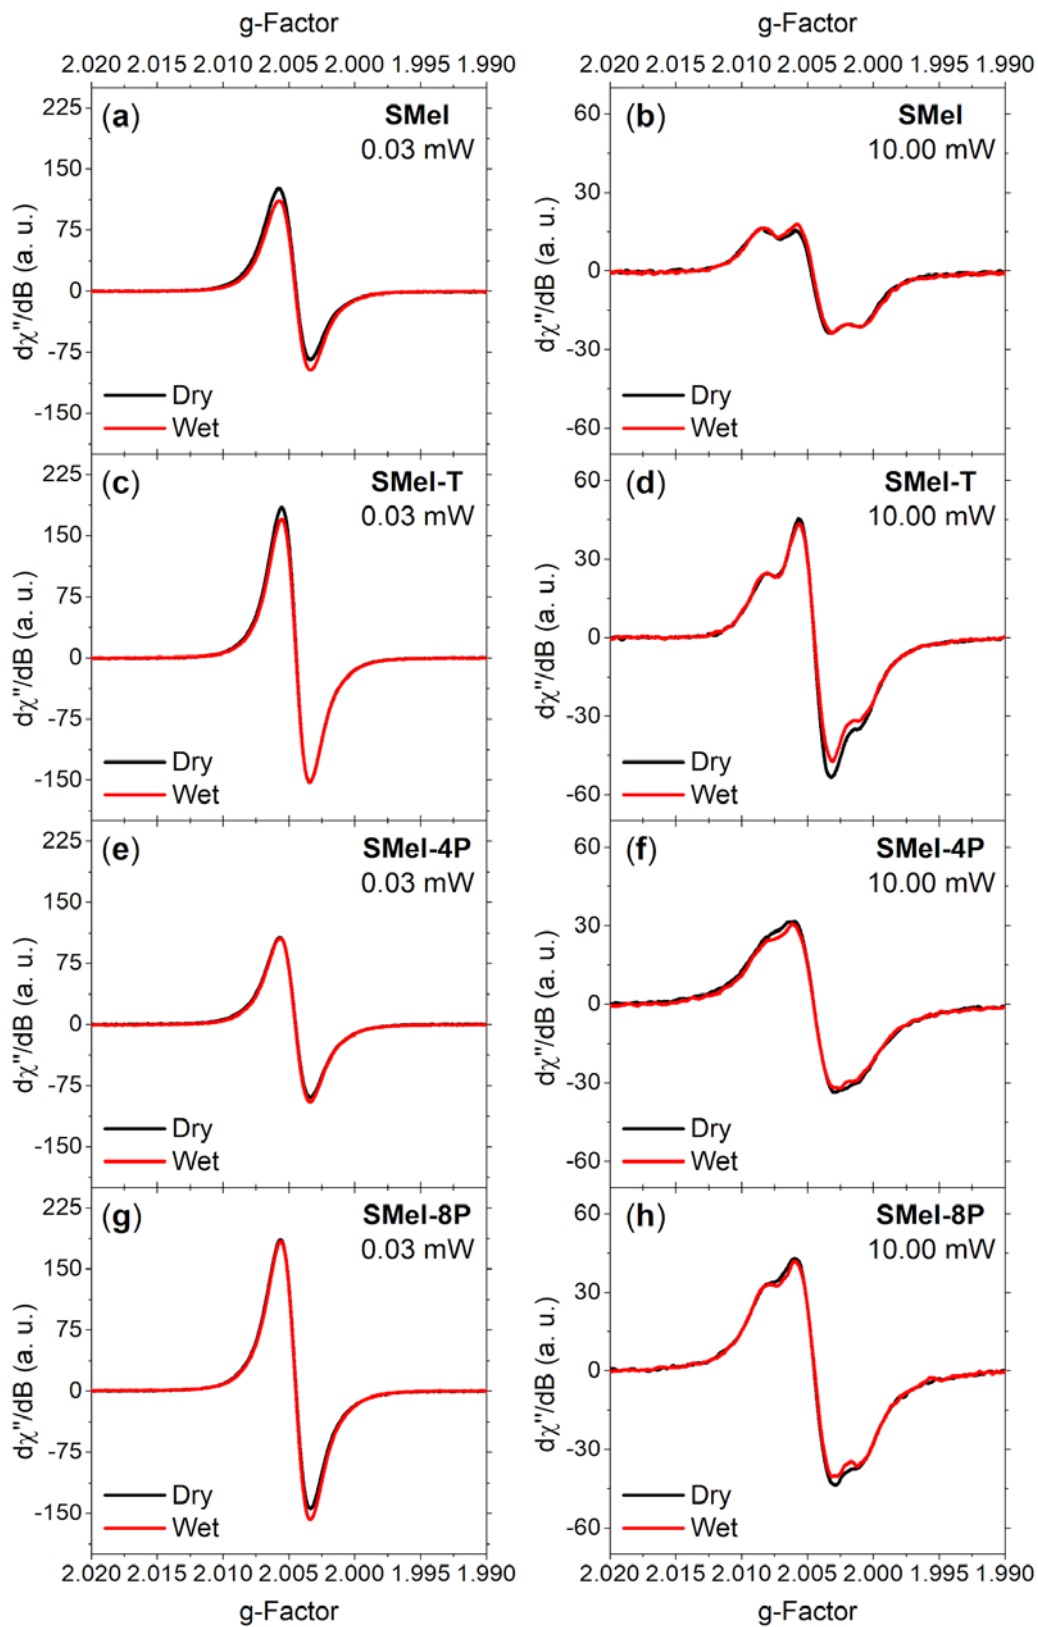 g-Factor
2.020 2.015 2.010 2.005 2.000 1.995 1.990
(a)
SMel
0.03 mW
225
150
75
0
-75
-150
dχ"/dB (a. u.)
Dry
Wet
g-Factor
2.020 2.015 2.010 2.005 2.000 1.995 1.990
(b)
SMel
10.00 mW
60
30
0
-30
-60
dχ"/dB (a. u.)
Dry
Wet
(c)
SMel-T
0.03 mW
225
150
75
0
-75
-150
dχ"/dB (a. u.)
Dry
Wet
(d)
SMel-T
10.00 mW
60
30
0
-30
-60
dχ"/dB (a. u.)
Dry
Wet
(e)
SMel-4P
0.03 mW
225
150
75
0
-75
-150
dχ"/dB (a. u.)
Dry
Wet
(f)
SMel-4P
10.00 mW
60
30
0
-30
-60
dχ"/dB (a. u.)
Dry
Wet
(g)
SMel-8P
0.03 mW
225
150
75
0
-75
-150
dχ"/dB (a. u.)
Dry
Wet
2.020 2.015 2.010 2.005 2.000 1.995 1.990
g-Factor
(h)
SMel-8P
10.00 mW
60
30
0
-30
-60
dχ"/dB (a. u.)
Dry
Wet
2.020 2.015 2.010 2.005 2.000 1.995 1.990
g-Factor